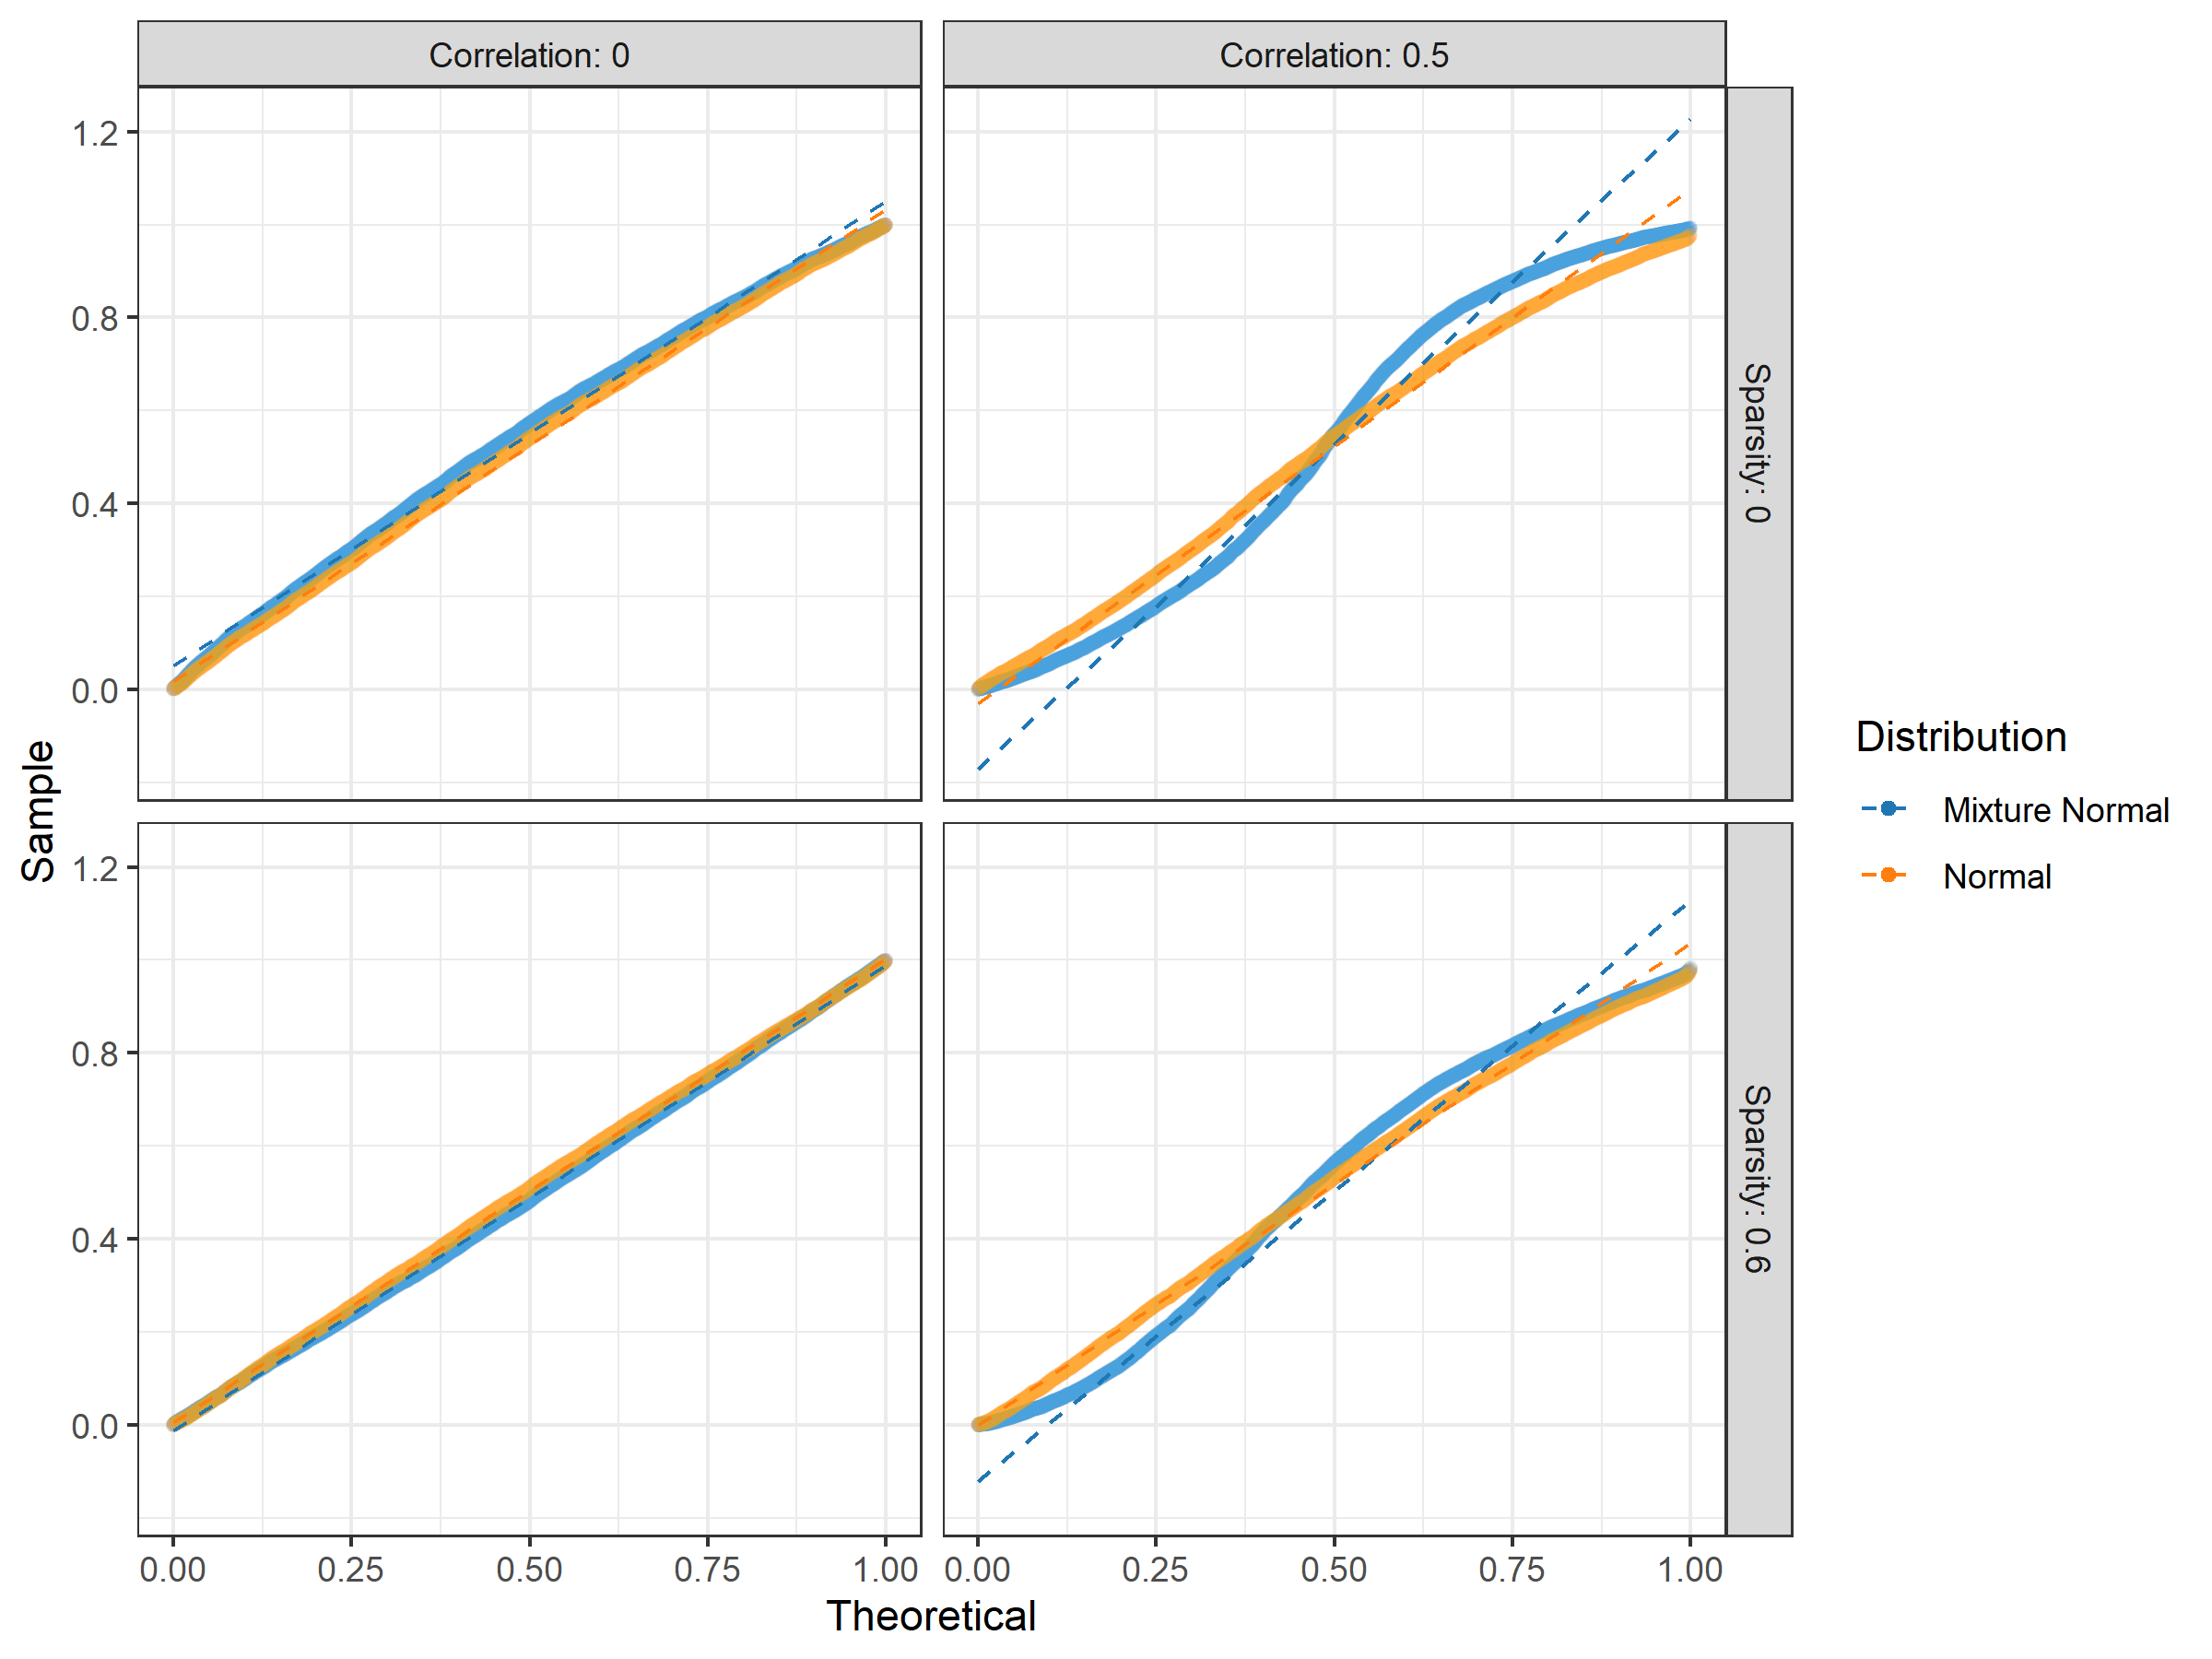 Correlation: 0
Correlation: 0.5
1.2
0.8
0.4
0.0
Sparsity: 0
1.2
0.8
0.4
0.0
Sparsity: 0.6
Sample
0.00 0.25 0.50 0.75 1.00
0.00 0.25 0.50 0.75 1.00
Theoretical
Distribution
Mixture Normal
Normal